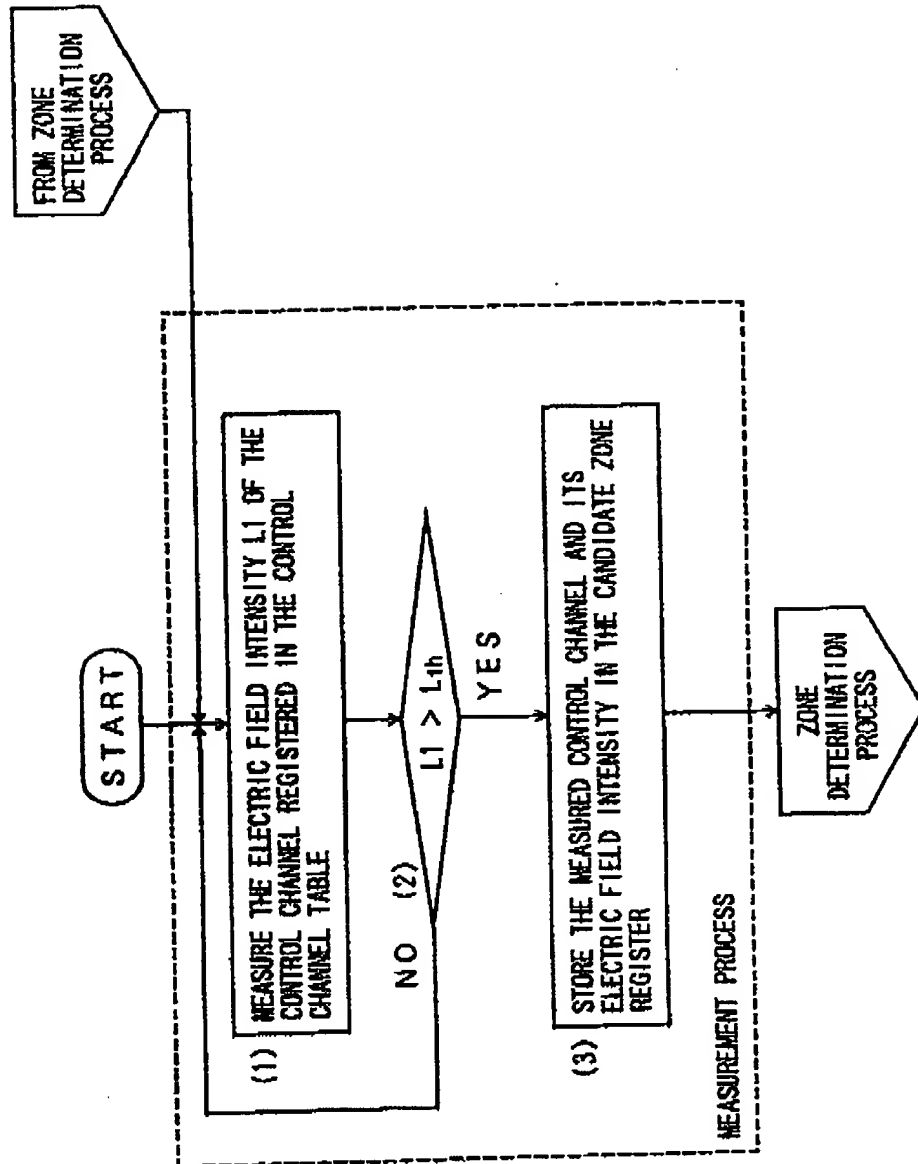 START
FROM ZONE
DETERMINATION
PROCESS
(1) MEASURE THE ELECTRIC FIELD INTENSITY L1 OF THE
CONTROL CHANNEL REGISTERED IN THE CONTROL
CHANNEL TABLE
NO (2)
L1 > Lth
YES
(3) STORE THE MEASURED CONTROL CHANNEL AND ITS
ELECTRIC FIELD INTENSITY IN THE CANDIDATE ZONE
REGISTER
MEASUREMENT PROCESS
ZONE
DETERMINATION
PROCESS